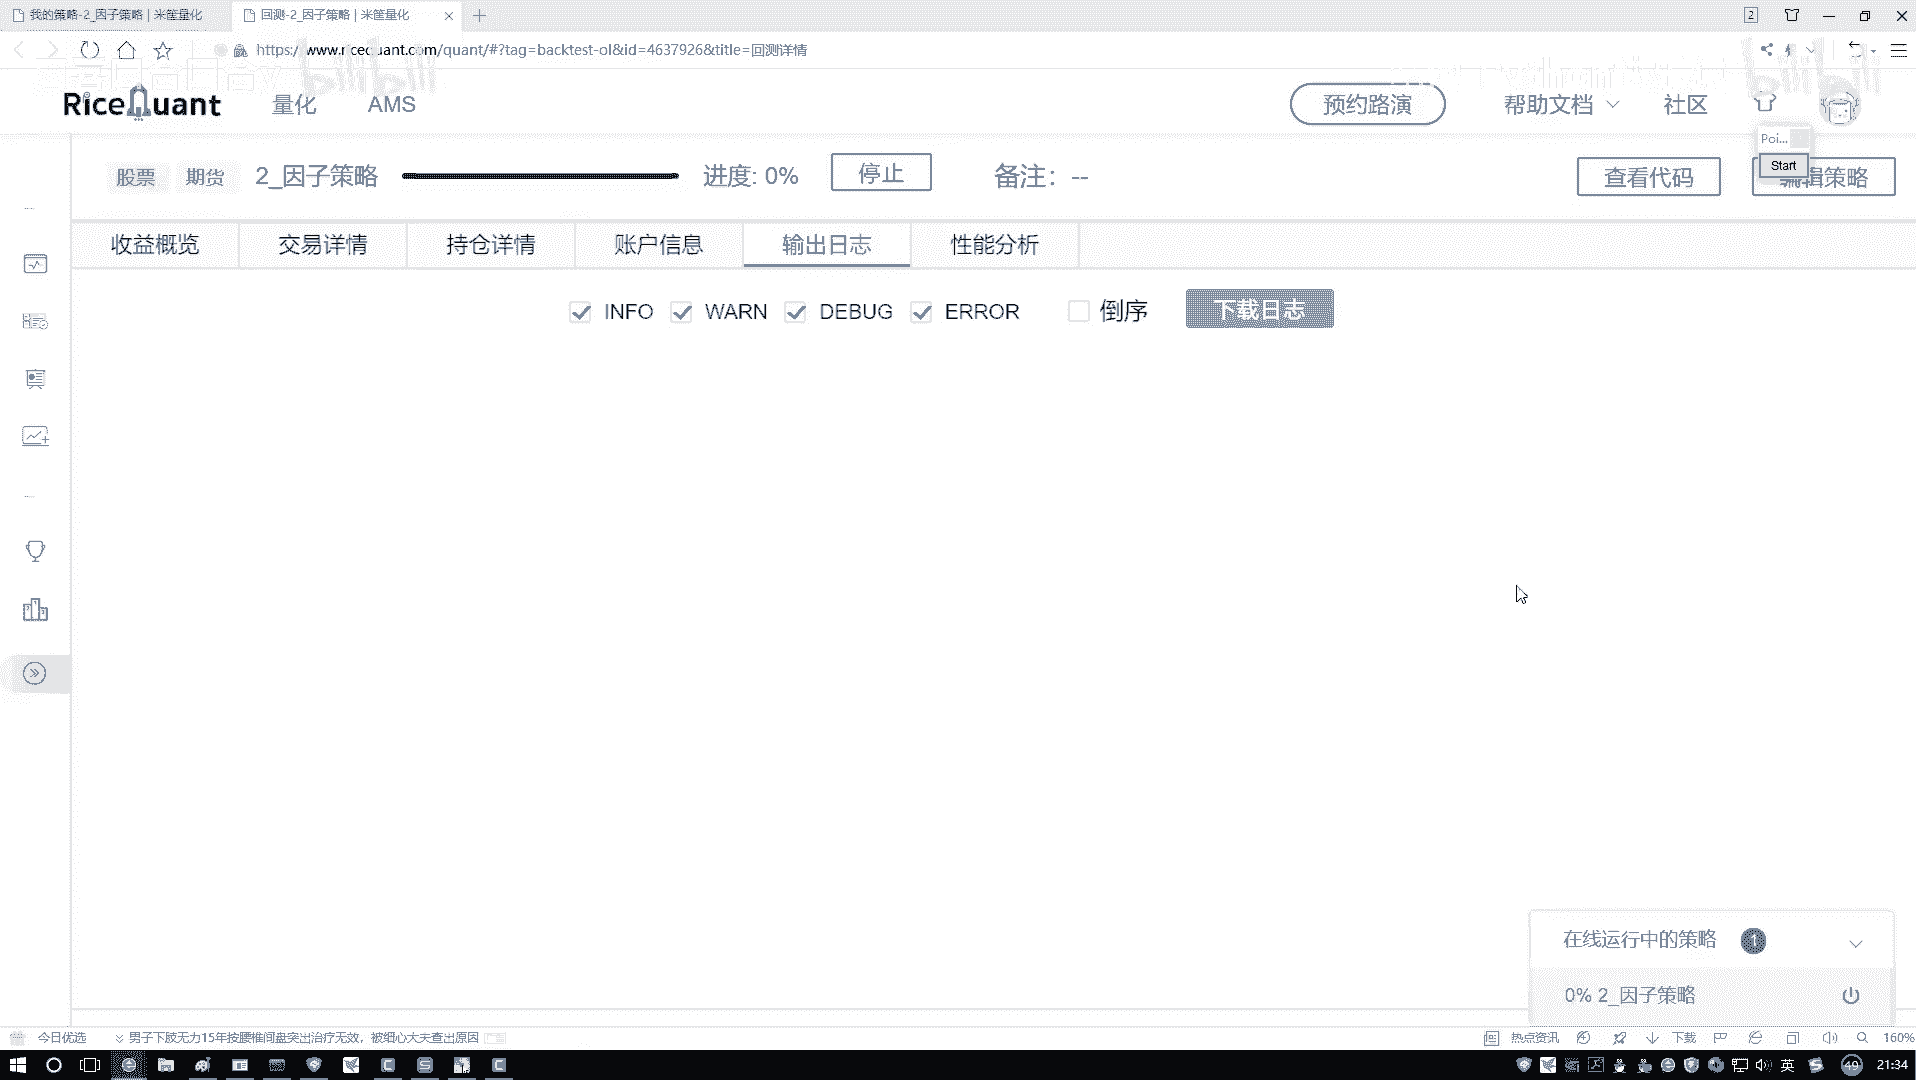 我的策略-2_因子策略 | 米筐量化
回测-2_因子策略 | 米筐量化
2
https://www.ricequant.com/quant/#?tag=backtest-ol&id=4637926&title=回测详情
bilibili
bilibili
RiceQuant
量化
AMS
预约路演
帮助文档
社区
Poi...
Start
股票
期货
2_因子策略
进度: 0%
停止
备注: --
查看代码
编辑策略
收益概览
交易详情
持仓详情
账户信息
输出日志
性能分析
INFO
WARN
DEBUG
ERROR
倒序
下载日志
在线运行中的策略
1
0% 2_因子策略
今日优选
男子下肢无力15年按腰椎间盘突出治疗无效，被细心大夫查出原因
热点资讯
下载
160%
英
49
21:34